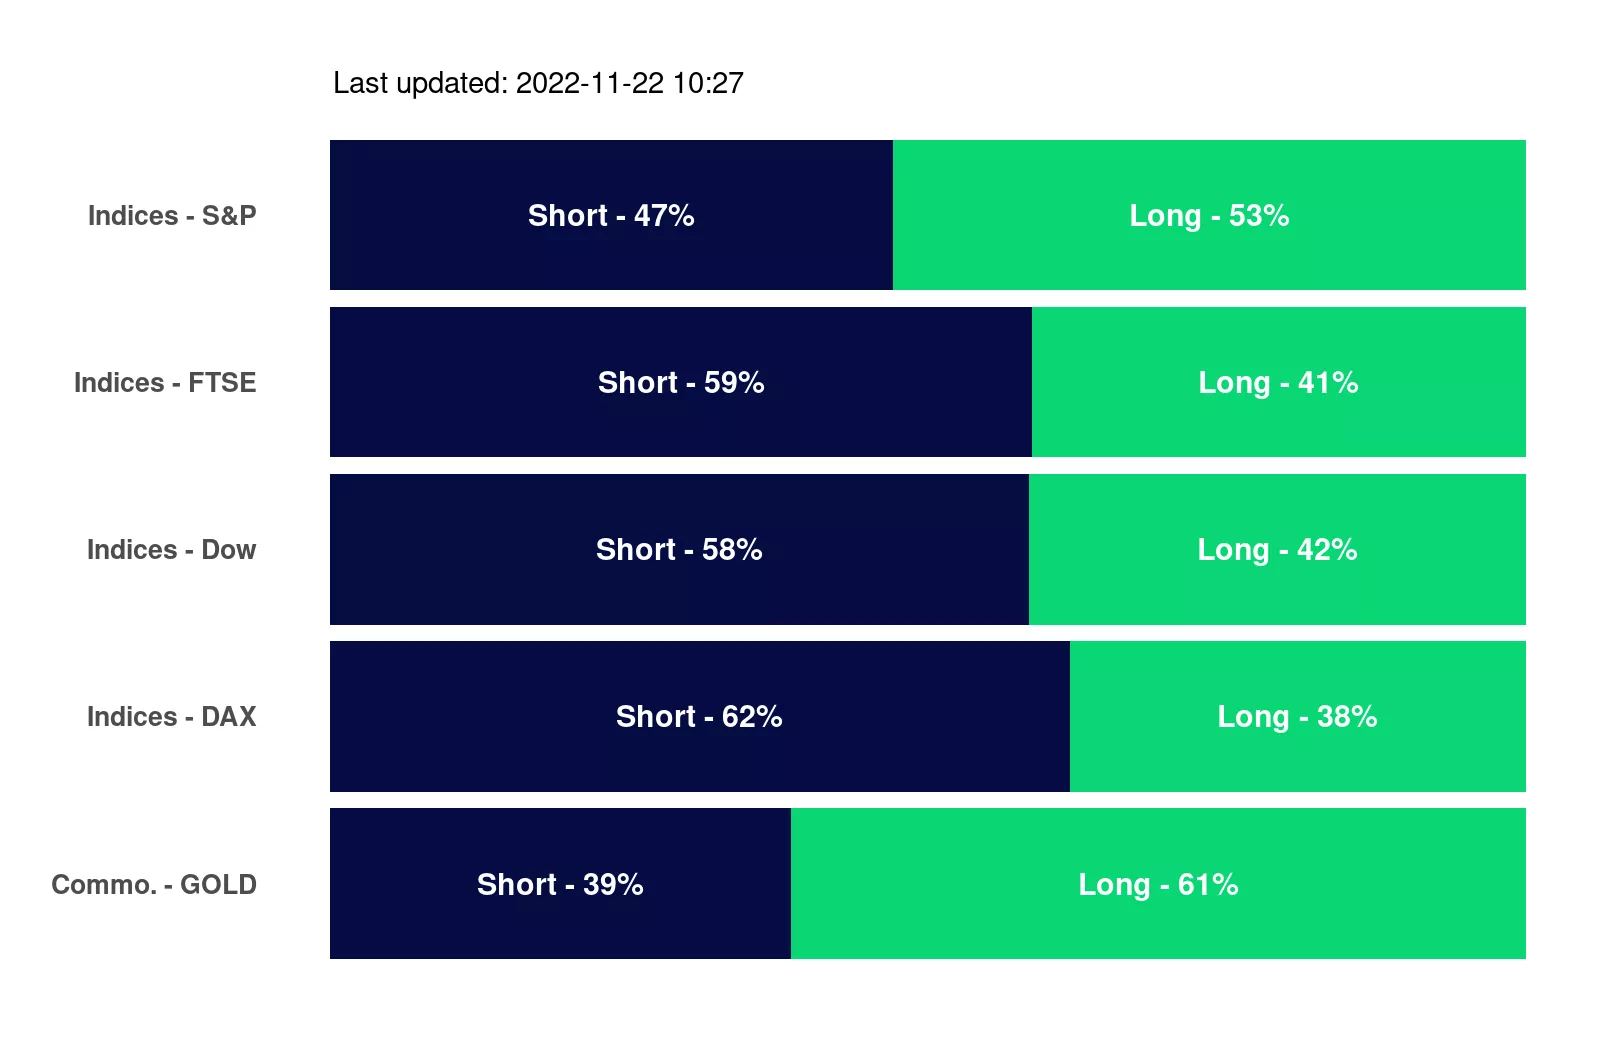 Last updated: 2022-11-22 10:27
Indices - S&P Short - 47% Long - 53%
Indices - FTSE Short - 59% Long - 41%
Indices - Dow Short - 58% Long - 42%
Indices - DAX Short - 62% Long - 38%
Commo. - GOLD Short - 39% Long - 61%